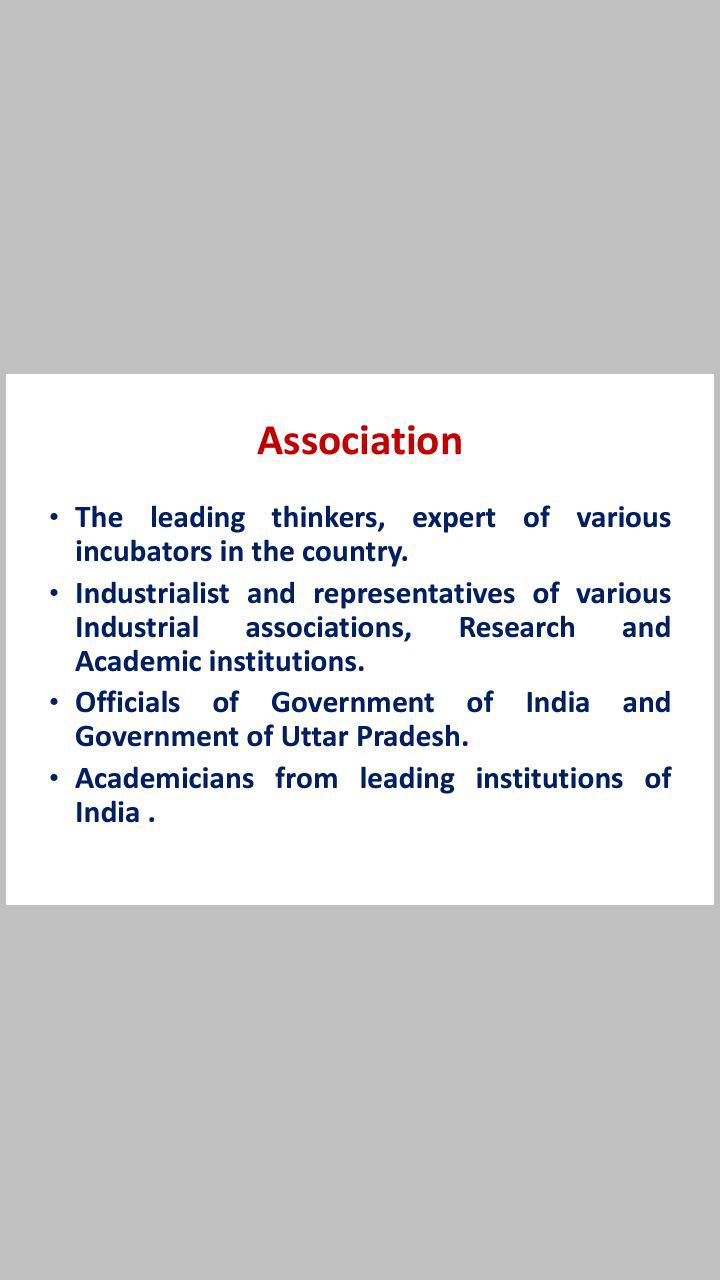 Association
• The leading thinkers, expert of various
incubators in the country.
• Industrialist and representatives of various
Industrial associations, Research and
Academic institutions.
• Officials of Government of India and
Government of Uttar Pradesh.
• Academicians from leading institutions of
India .